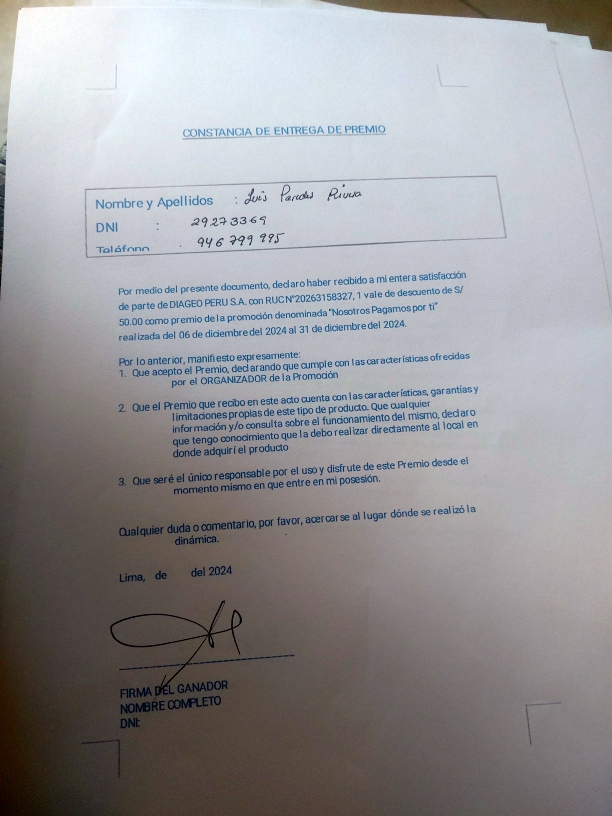 CONSTANCIA DE ENTREGA DE PREMIO
Nombre y Apellidos : Luis Paredes Rivera
DNI : 29273369
Teléfono : 946 799 995
Por medio del presente documento, declaro haber recibido a mi entera satisfacción
de parte de DIAGEO PERU S.A. con RUC N°20263158327, 1 vale de descuento de S/
50.00 como premio de la promoción denominada "Nosotros Pagamos por ti"
realizada del 06 de diciembre del 2024 al 31 de diciembre del 2024.
Por lo anterior, manifiesto expresamente:
1. Que acepto el Premio, declarando que cumple con las características ofrecidas
por el ORGANIZADOR de la Promoción
2. Que el Premio que recibo en este acto cuenta con las características, garantías y
limitaciones propias de este tipo de producto. Que cualquier
información y/o consulta sobre el funcionamiento del mismo, declaro
que tengo conocimiento que la debo realizar directamente al local en
donde adquirí el producto
3. Que seré el único responsable por el uso y disfrute de este Premio desde el
momento mismo en que entre en mi posesión.
Cualquier duda o comentario, por favor, acercarse al lugar dónde se realizó la
dinámica.
Lima, de del 2024
FIRMA DEL GANADOR
NOMBRE COMPLETO
DNI: